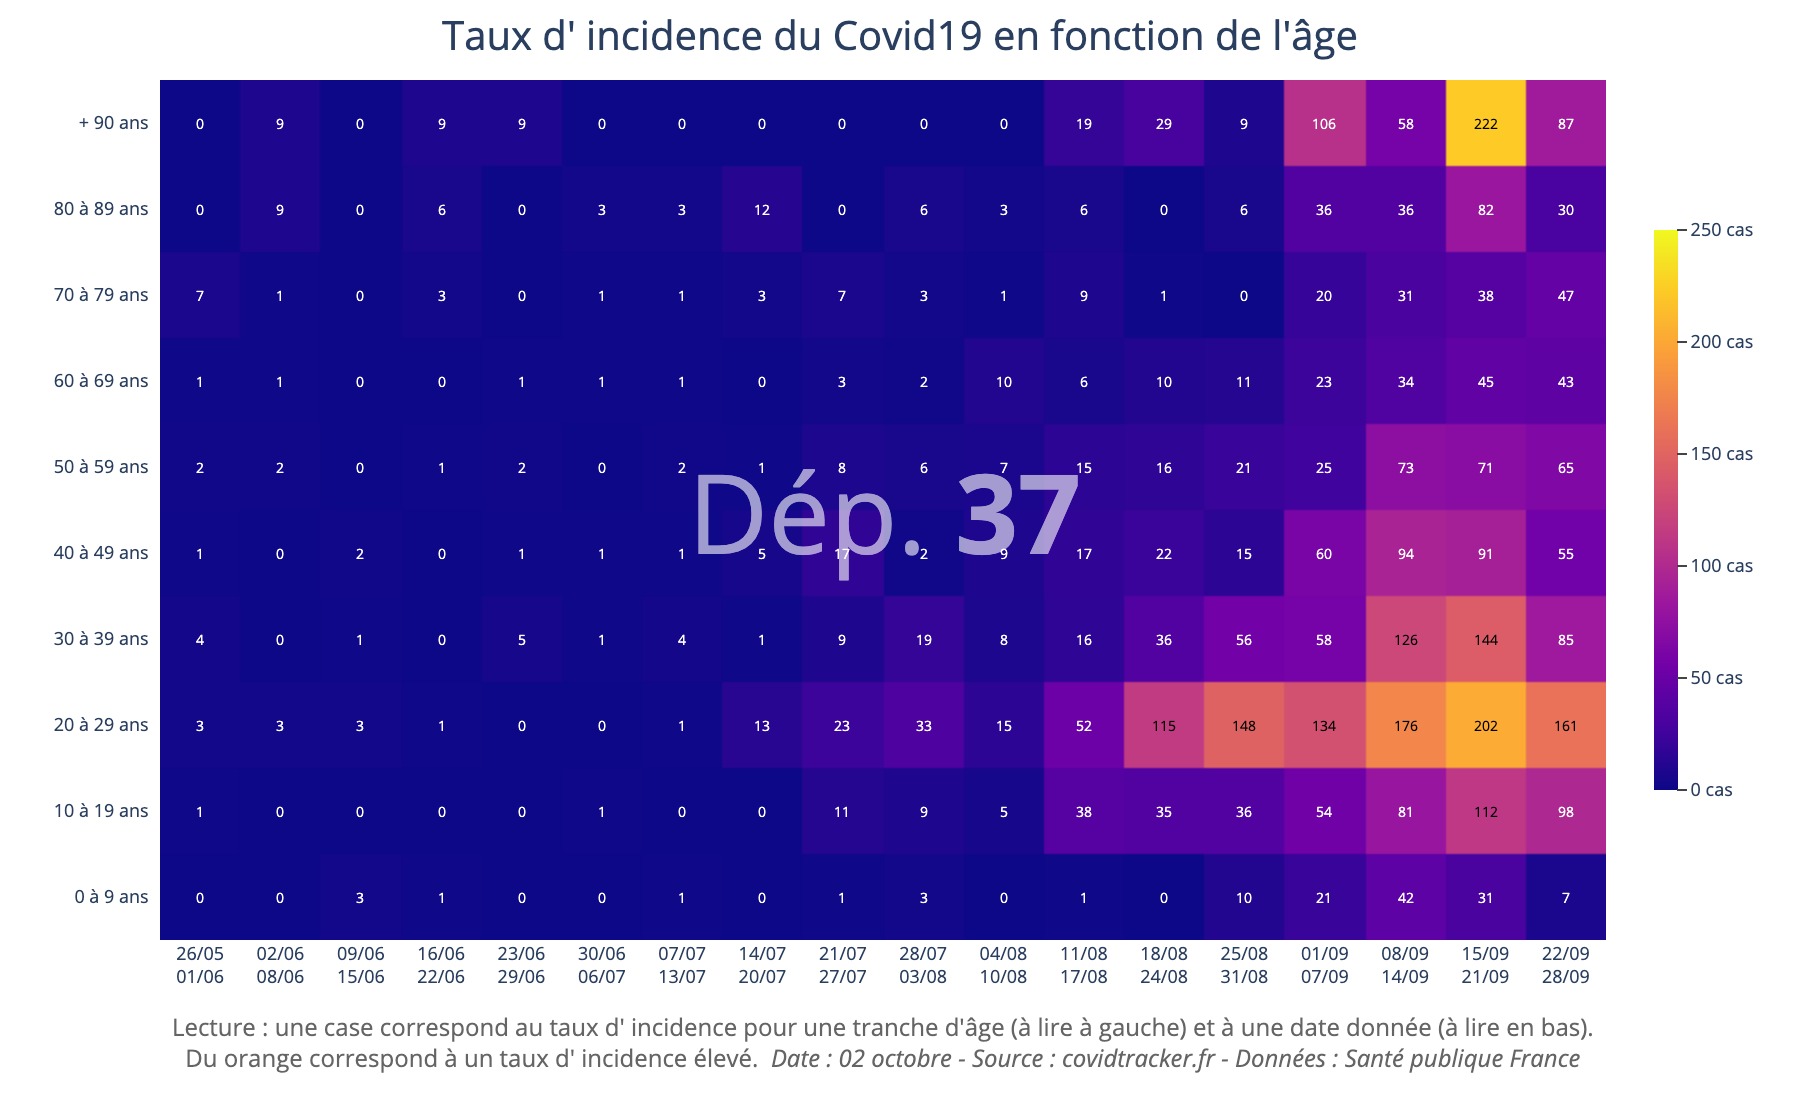 Taux d' incidence du Covid19 en fonction de l'âge
+ 90 ans 0 9 0 9 9 0 0 0 0 0 0 19 29 9 106 58 222 87
80 à 89 ans 0 9 0 6 0 3 3 12 0 6 3 6 0 6 36 36 82 30
70 à 79 ans 7 1 0 3 0 1 1 3 7 3 1 9 1 0 20 31 38 47
60 à 69 ans 1 1 0 0 1 1 1 0 3 2 10 6 10 11 23 34 45 43
50 à 59 ans 2 2 0 1 2 0 2 1 8 6 7 15 16 21 25 73 71 65
Dép. 37
40 à 49 ans 1 0 2 0 1 1 1 5 17 2 9 17 22 15 60 94 91 55
30 à 39 ans 4 0 1 0 5 1 4 1 9 19 8 16 36 56 58 126 144 85
20 à 29 ans 3 3 3 1 0 0 1 13 23 33 15 52 115 148 134 176 202 161
10 à 19 ans 1 0 0 0 0 1 0 0 11 9 5 38 35 36 54 81 112 98
0 à 9 ans 0 0 3 1 0 0 1 0 1 3 0 1 0 10 21 42 31 7
26/05 02/06 09/06 16/06 23/06 30/06 07/07 14/07 21/07 28/07 04/08 11/08 18/08 25/08 01/09 08/09 15/09 22/09
01/06 08/06 15/06 22/06 29/06 06/07 13/07 20/07 27/07 03/08 10/08 17/08 24/08 31/08 07/09 14/09 21/09 28/09
250 cas
200 cas
150 cas
100 cas
50 cas
0 cas
Lecture : une case correspond au taux d' incidence pour une tranche d'âge (à lire à gauche) et à une date donnée (à lire en bas).
Du orange correspond à un taux d' incidence élevé. Date : 02 octobre - Source : covidtracker.fr - Données : Santé publique France